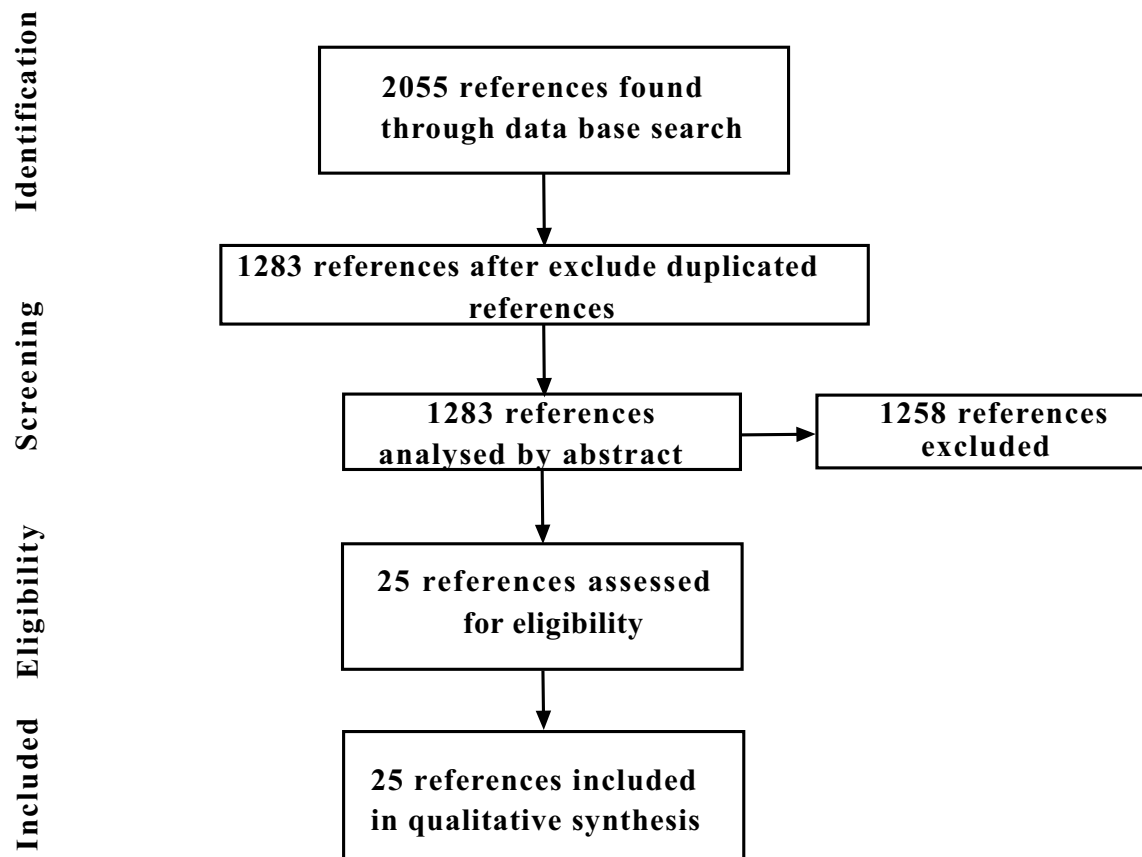 Identification
2055 references found
through data base search
1283 references after exclude duplicated
references
Screening
1283 references
analysed by abstract
1258 references
excluded
Eligibility
25 references assessed
for eligibility
Included
25 references included
in qualitative synthesis